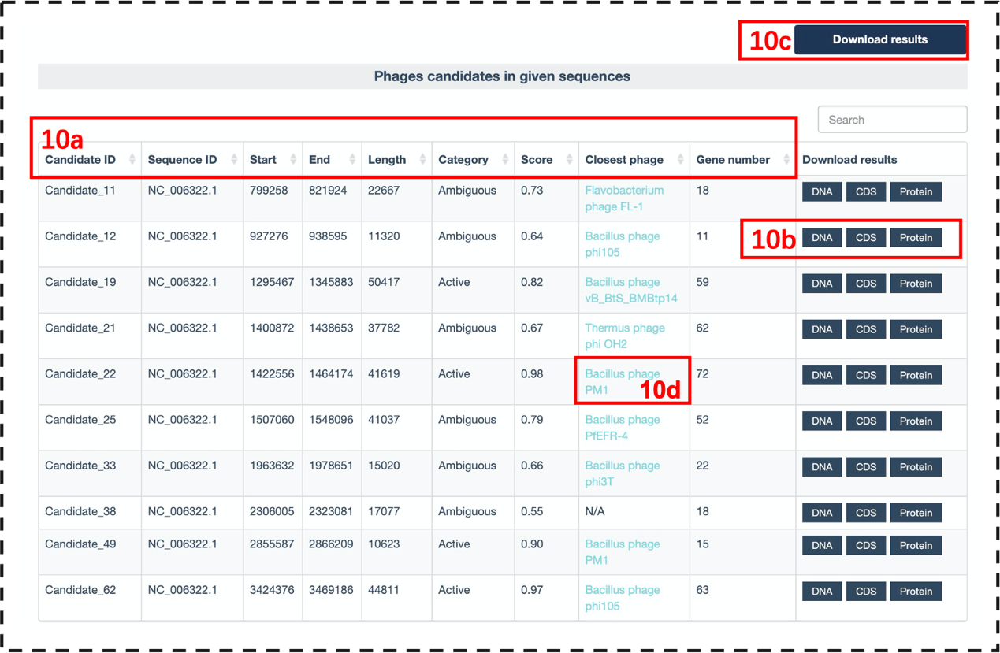 10c Download results
Phages candidates in given sequences
Search
10a
Candidate ID Sequence ID Start End Length Category Score Closest phage Gene number Download results
Candidate_11 NC_006322.1 799258 821924 22667 Ambiguous 0.73 Flavobacterium 18 DNA CDS Protein
phage FL-1
Candidate_12 NC_006322.1 927276 938595 11320 Ambiguous 0.64 Bacillus phage 11 10b DNA CDS Protein
phi105
Candidate_19 NC_006322.1 1295467 1345883 50417 Active 0.82 Bacillus phage 59 DNA CDS Protein
vB_BtS_BMBtp14
Candidate_21 NC_006322.1 1400872 1438653 37782 Ambiguous 0.67 Thermus phage 62 DNA CDS Protein
phi OH2
Candidate_22 NC_006322.1 1422556 1464174 41619 Active 0.98 Bacillus phage 72 DNA CDS Protein
PM1 10d
Candidate_25 NC_006322.1 1507060 1548096 41037 Ambiguous 0.79 Bacillus phage 52 DNA CDS Protein
PfEFR-4
Candidate_33 NC_006322.1 1963632 1978651 15020 Ambiguous 0.66 Bacillus phage 22 DNA CDS Protein
phi3T
Candidate_38 NC_006322.1 2306005 2323081 17077 Ambiguous 0.55 N/A 18 DNA CDS Protein
Candidate_49 NC_006322.1 2855587 2866209 10623 Active 0.90 Bacillus phage 15 DNA CDS Protein
PM1
Candidate_62 NC_006322.1 3424376 3469186 44811 Active 0.97 Bacillus phage 63 DNA CDS Protein
phi105